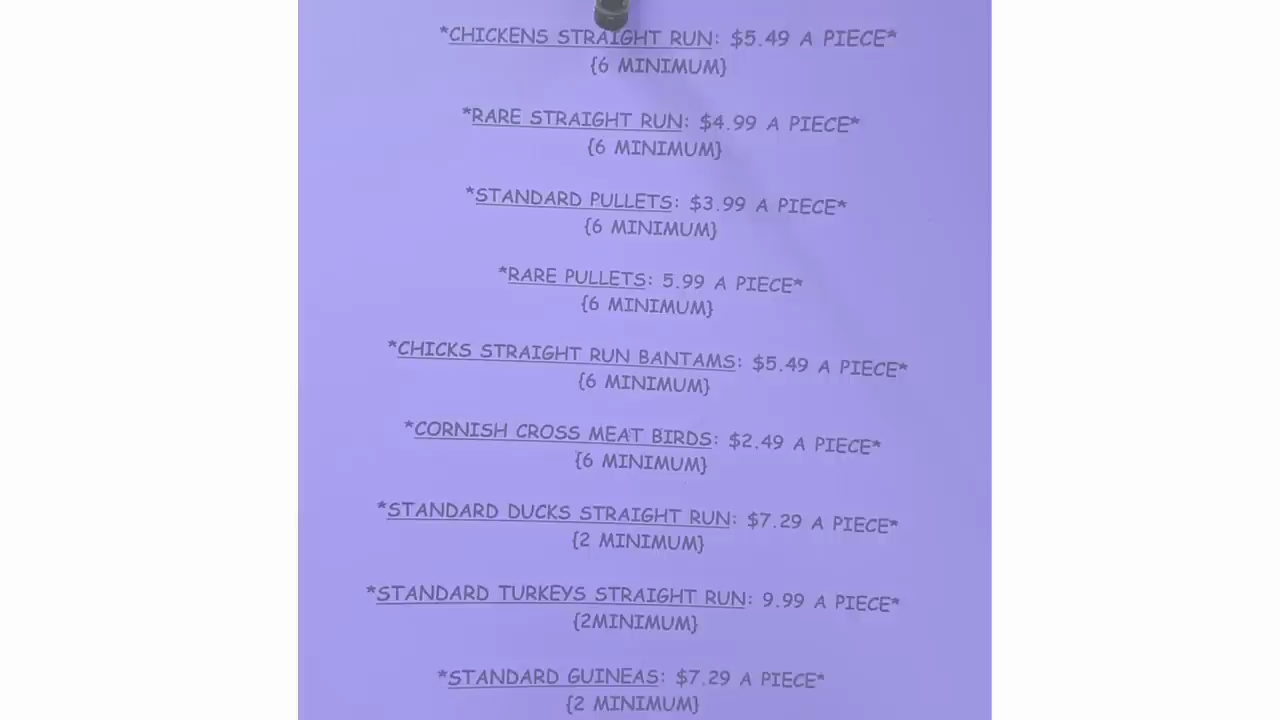 *CHICKENS STRAIGHT RUN: $5.49 A PIECE*
{6 MINIMUM}
*RARE STRAIGHT RUN: $4.99 A PIECE*
{6 MINIMUM}
*STANDARD PULLETS: $3.99 A PIECE*
{6 MINIMUM}
*RARE PULLETS: 5.99 A PIECE*
{6 MINIMUM}
*CHICKS STRAIGHT RUN BANTAMS: $5.49 A PIECE*
{6 MINIMUM}
*CORNISH CROSS MEAT BIRDS: $2.49 A PIECE*
{6 MINIMUM}
*STANDARD DUCKS STRAIGHT RUN: $7.29 A PIECE*
{2 MINIMUM}
*STANDARD TURKEYS STRAIGHT RUN: 9.99 A PIECE*
{2MINIMUM}
*STANDARD GUINEAS: $7.29 A PIECE*
{2 MINIMUM}